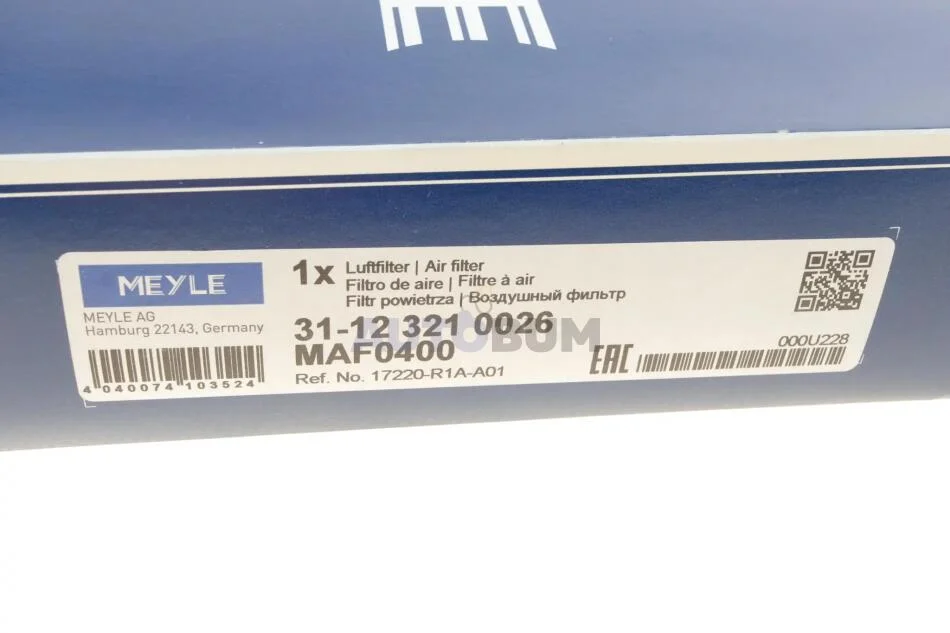 MEYLE
MEYLE AG
Hamburg 22143, Germany
4 040074 103524
1x
Luftfilter | Air filter
Filtro de aire | Filtre à air
Filtr powietrza | Воздушный фильтр
31-12 321 0026
MAF0400
Ref. No. 17220-R1A-A01
AUTOBUM
EAC
000U228